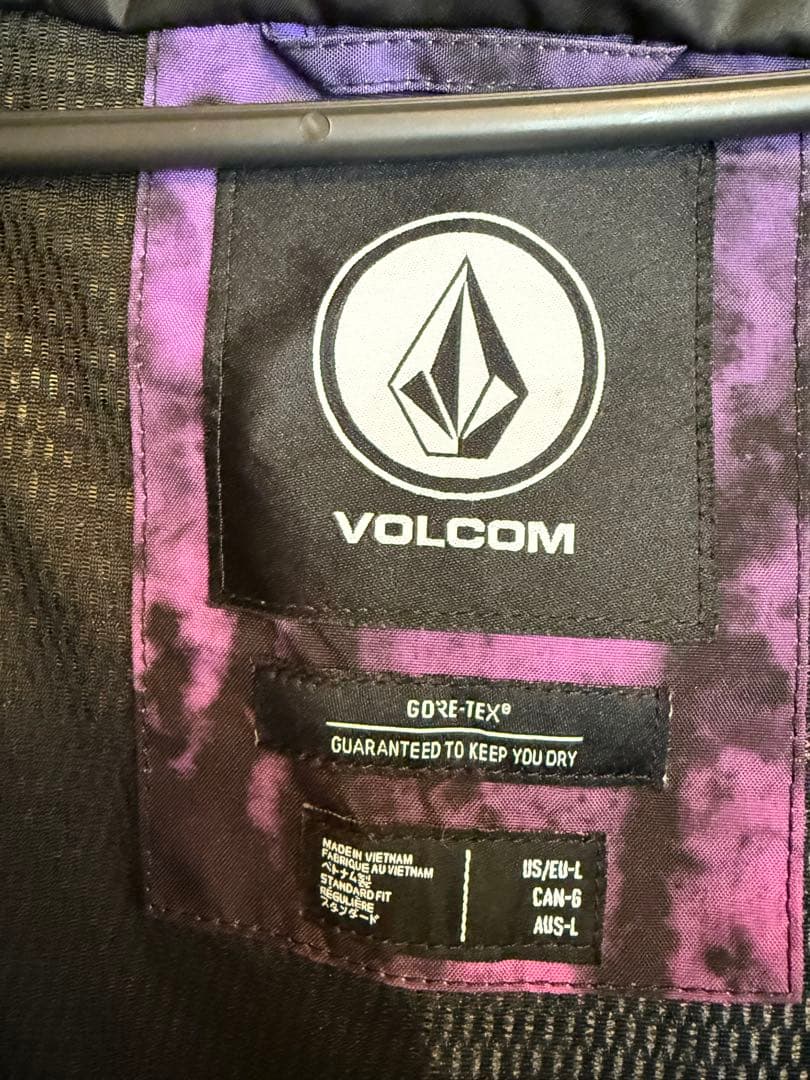 VOLCOM
GORE-TEX®
GUARANTEED TO KEEP YOU DRY
MADE IN VIETNAM
FABRIQUE AU VIETNAM
ベトナム製
STANDARD FIT
RÉGULIÈRE
スタンダード
US/EU-L
CAN-G
AUS-L